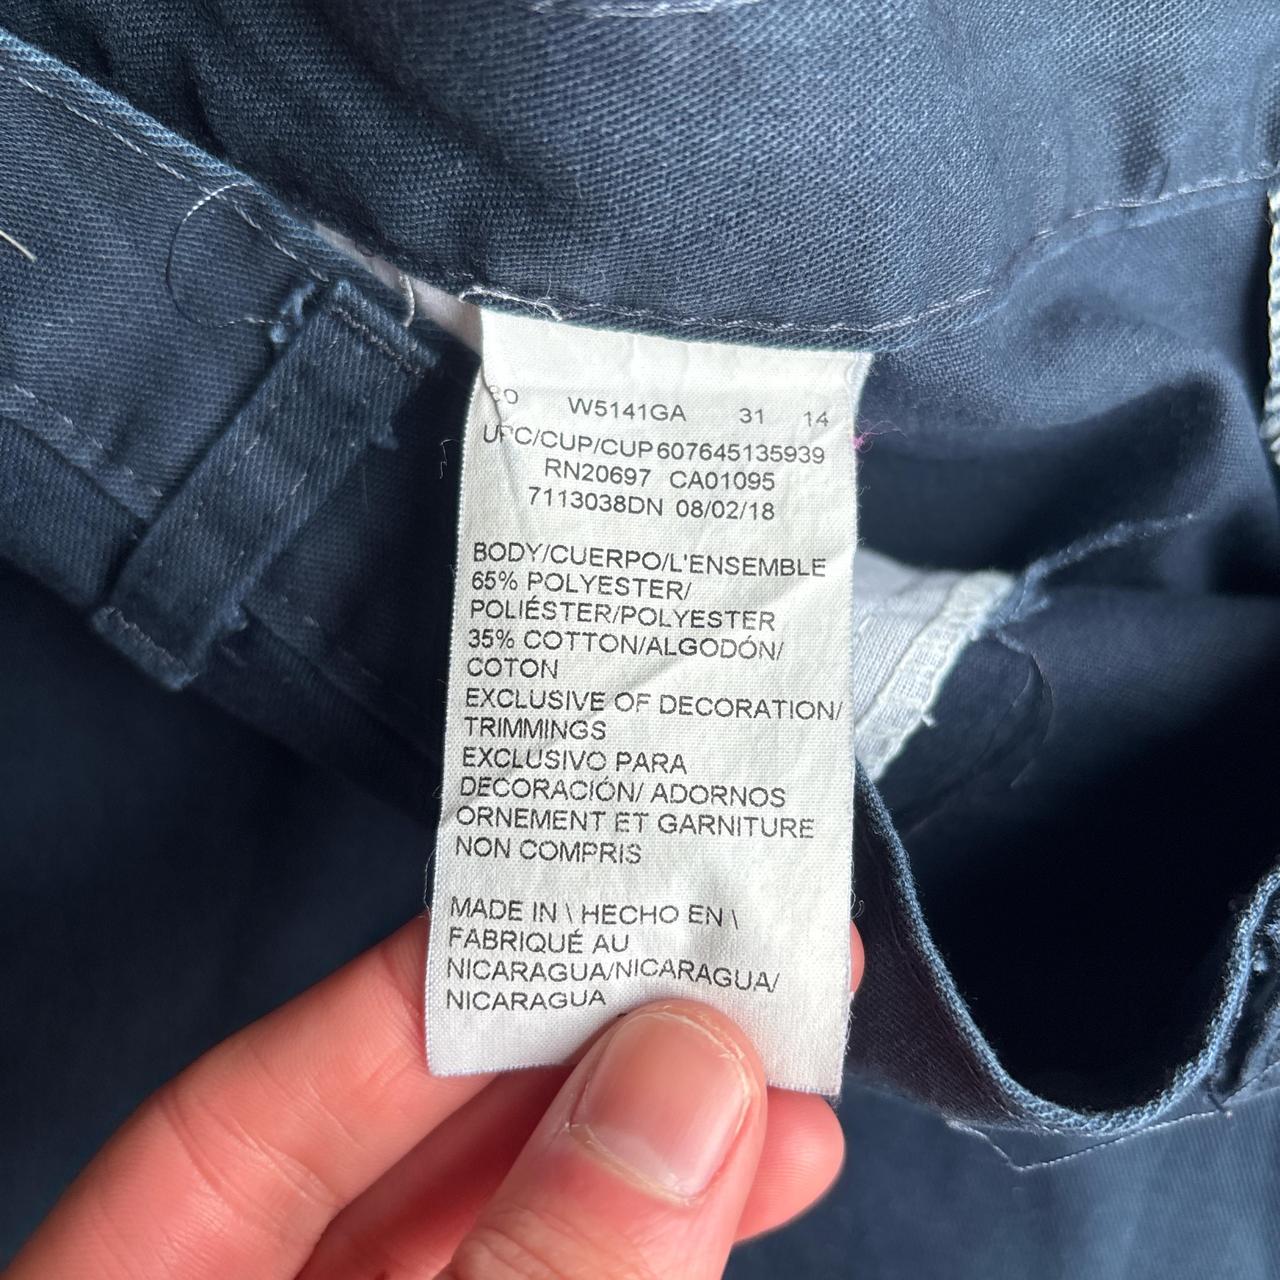 W5141GA 31 14
UPC/CUP/CUP 607645135939
RN20697 CA01095
7113038DN 08/02/18
BODY/CUERPO/L'ENSEMBLE
65% POLYESTER/
POLIÉSTER/POLYESTER
35% COTTON/ALGODÓN/
COTON
EXCLUSIVE OF DECORATION/
TRIMMINGS
EXCLUSIVO PARA
DECORACIÓN/ ADORNOS
ORNEMENT ET GARNITURE
NON COMPRIS
MADE IN \ HECHO EN \
FABRIQUÉ AU
NICARAGUA/NICARAGUA/
NICARAGUA